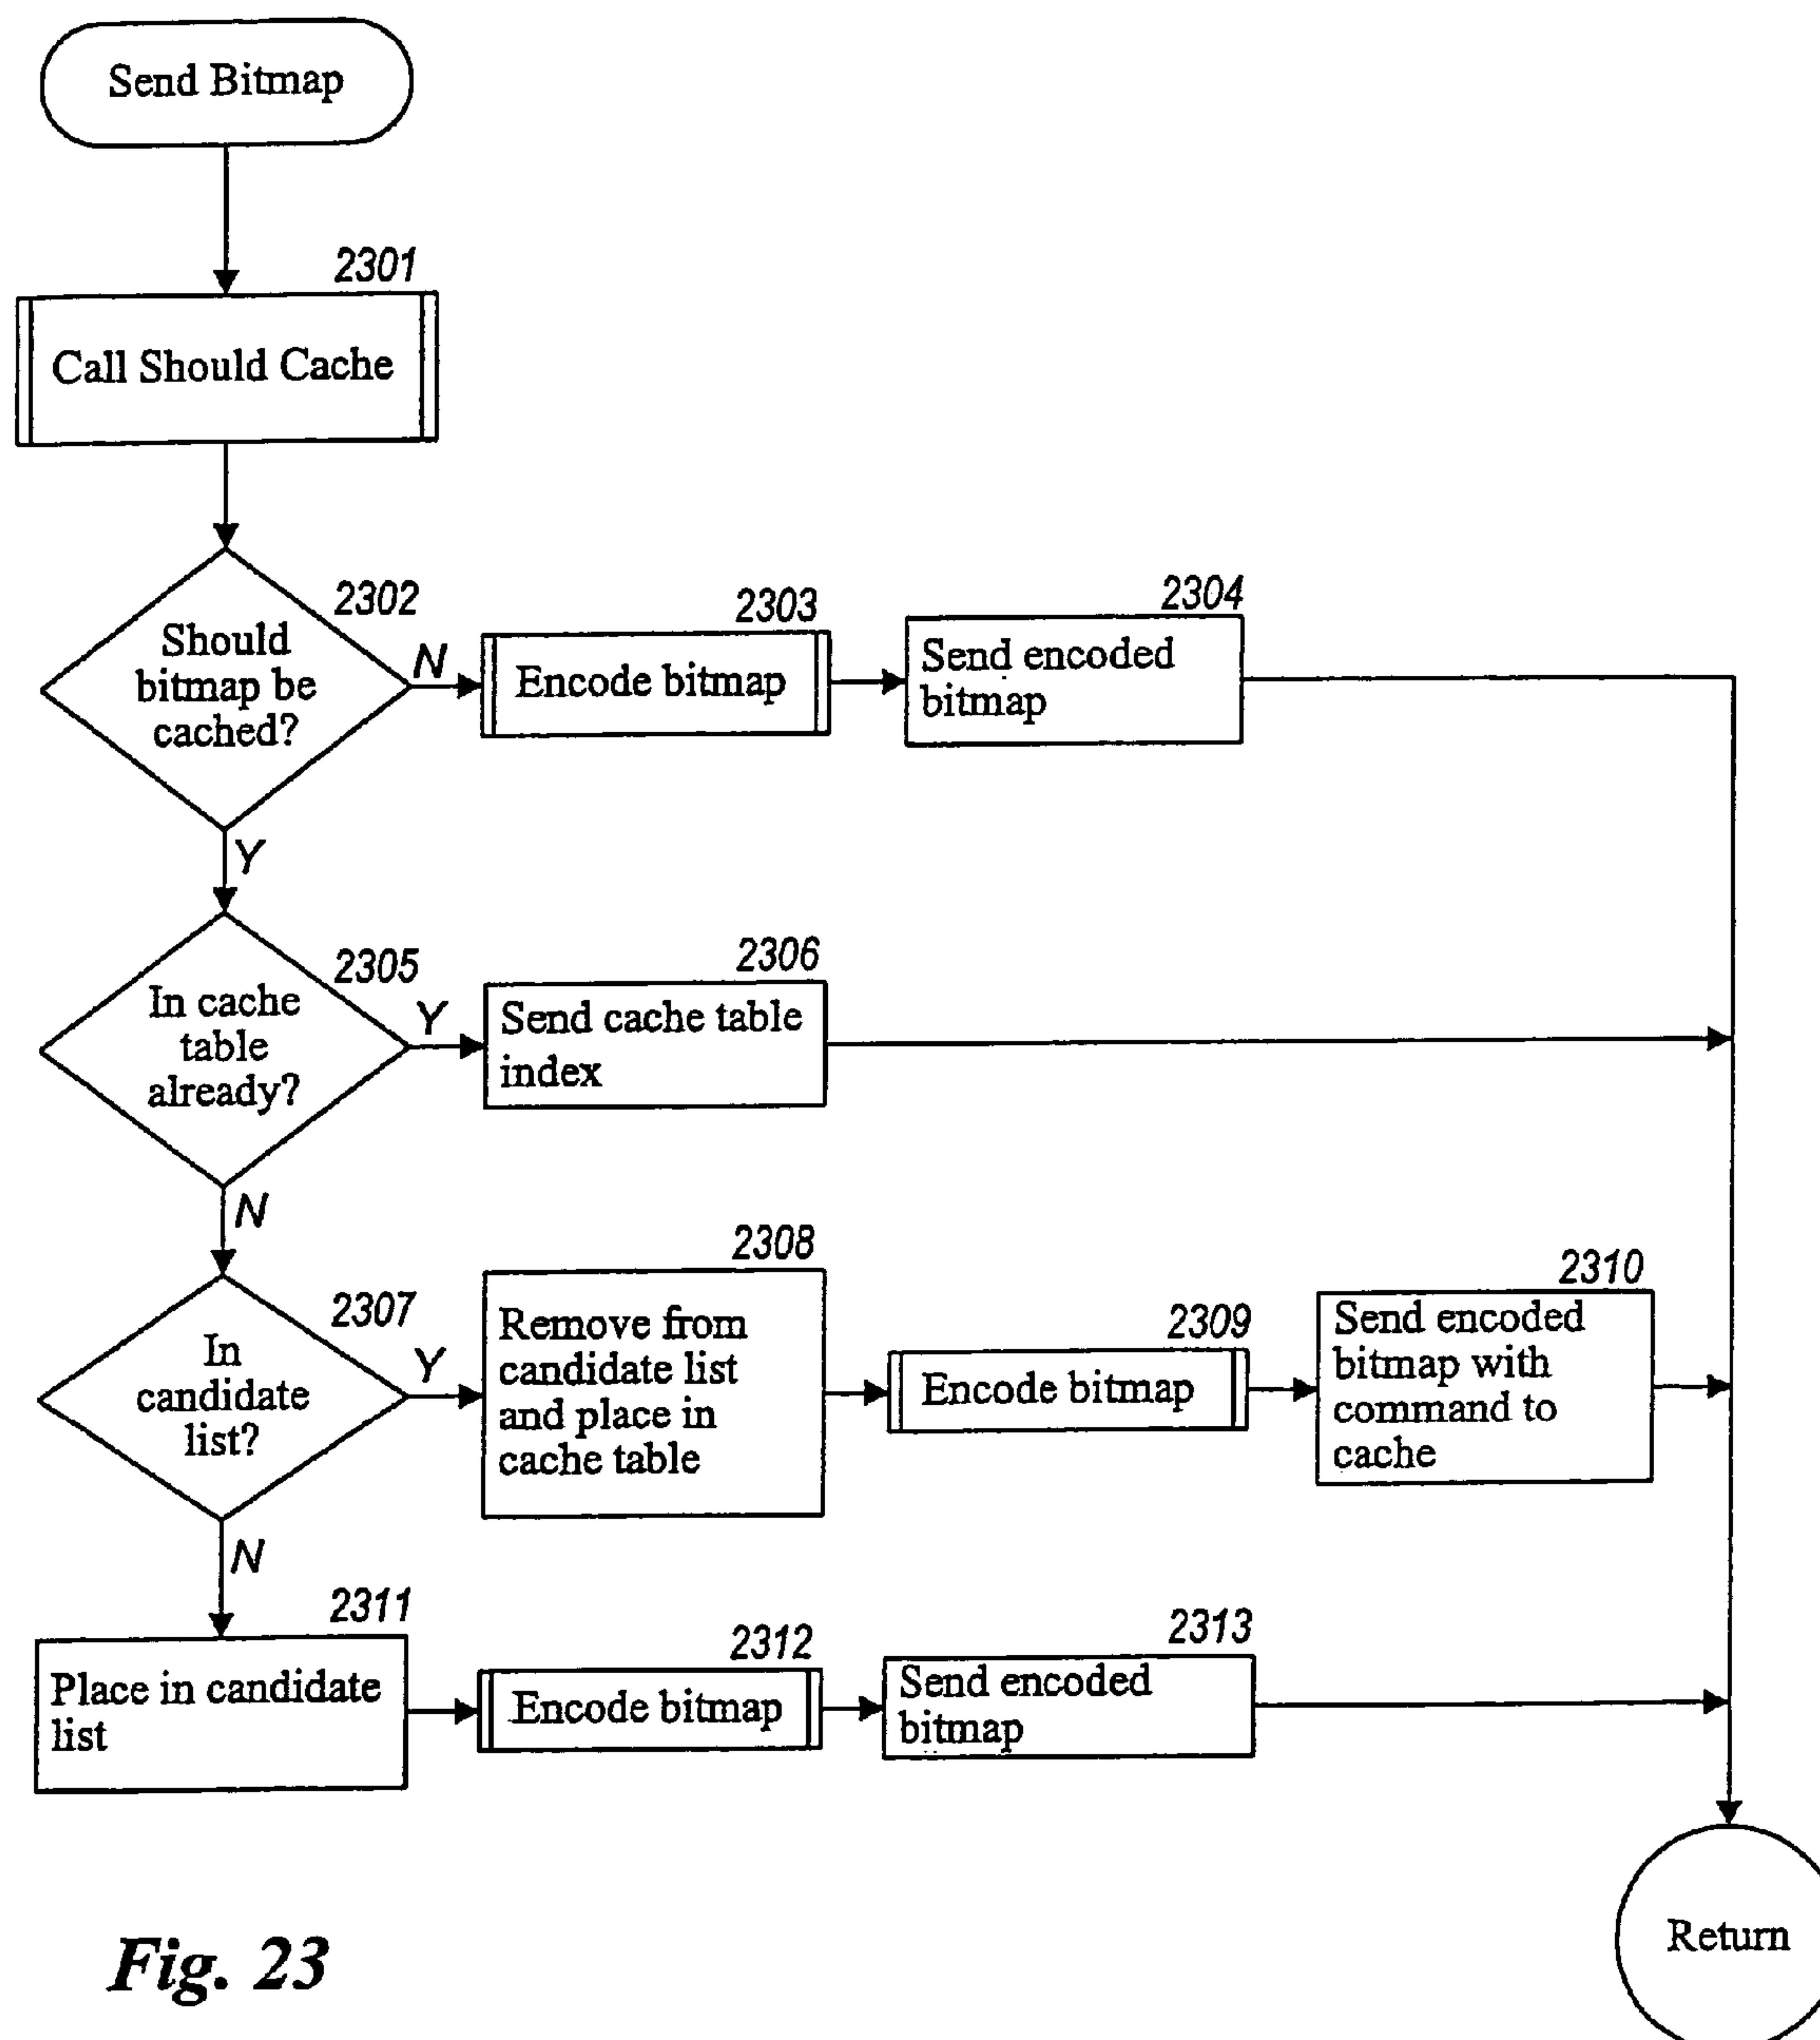 Send Bitmap
2301
Call Should Cache
2302
Should
bitmap be
cached?
N
2303
Encode bitmap
2304
Send encoded
bitmap
Y
2305
In cache
table
already?
Y
2306
Send cache table
index
N
2307
In
candidate
list?
Y
2308
Remove from
candidate list
and place in
cache table
2309
Encode bitmap
2310
Send encoded
bitmap with
command to
cache
N
2311
Place in candidate
list
2312
Encode bitmap
2313
Send encoded
bitmap
Return
Fig. 23